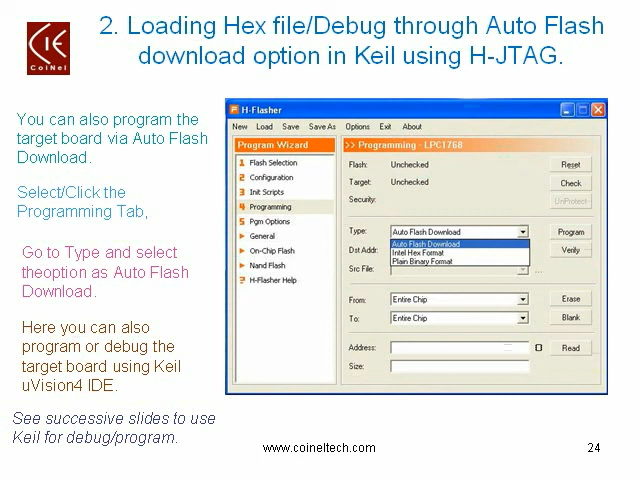 CIE
CoiNel
2. Loading Hex file/Debug through Auto Flash
download option in Keil using H-JTAG.
You can also program the
target board via Auto Flash
Download.
Select/Click the
Programming Tab,
Go to Type and select
theoption as Auto Flash
Download.
Here you can also
program or debug the
target board using Keil
uVision4 IDE.
See successive slides to use
Keil for debug/program.
H-Flasher
New Load Save Save As Options Exit About
Program Wizard
1 Flash Selection
2 Configuration
3 Init Scripts
4 Programming
5 Pgm Options
> General
> On-Chip Flash
> Nand Flash
? H-Flasher Help
>> Programming - LPC1768
Flash: Unchecked Reset
Target: Unchecked Check
Security: UnProtect
Type: Auto Flash Download Program
Auto Flash Download
Intel Hex Format
Plain Binary Format
Dst Addr: Verify
Src File: ...
From: Entire Chip Erase
To: Entire Chip Blank
Address: Read
Size:
www.coineltech.com
24